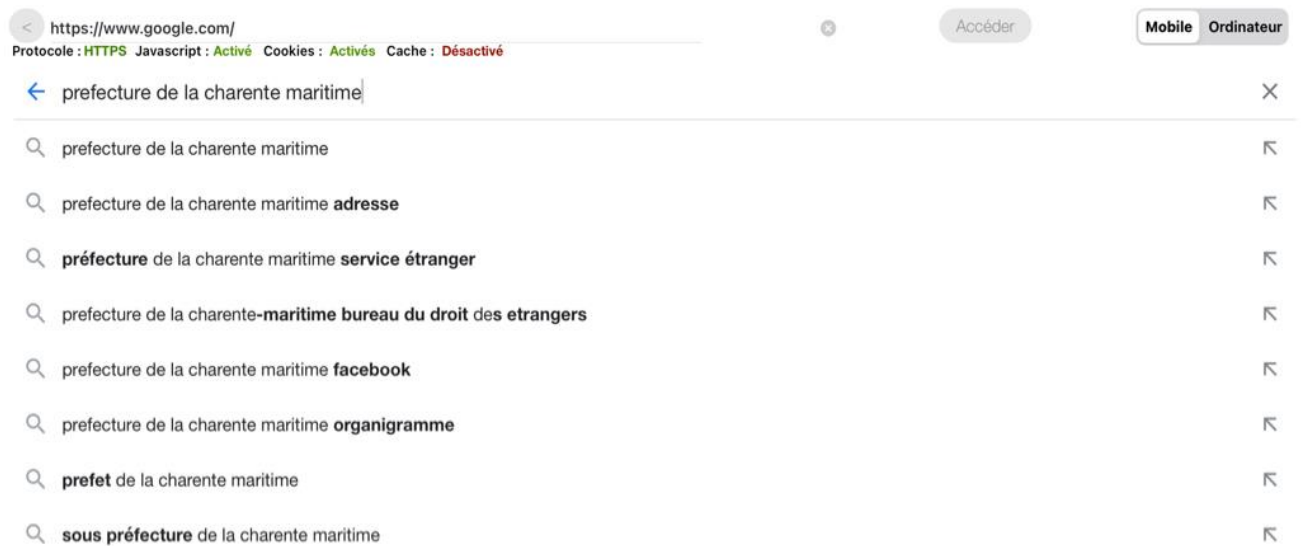 < https://www.google.com/ Accéder Mobile Ordinateur
Protocole : HTTPS Javascript : Activé Cookies : Activés Cache : Désactivé
prefecture de la charente maritime
prefecture de la charente maritime
prefecture de la charente maritime adresse
préfecture de la charente maritime service étranger
prefecture de la charente-maritime bureau du droit des etrangers
prefecture de la charente maritime facebook
prefecture de la charente maritime organigramme
prefet de la charente maritime
sous préfecture de la charente maritime